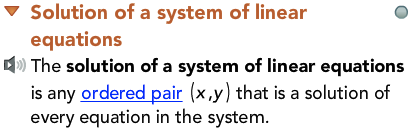 Solution of a system of linear
equations
The solution of a system of linear equations
is any ordered pair (x,y) that is a solution of
every equation in the system.